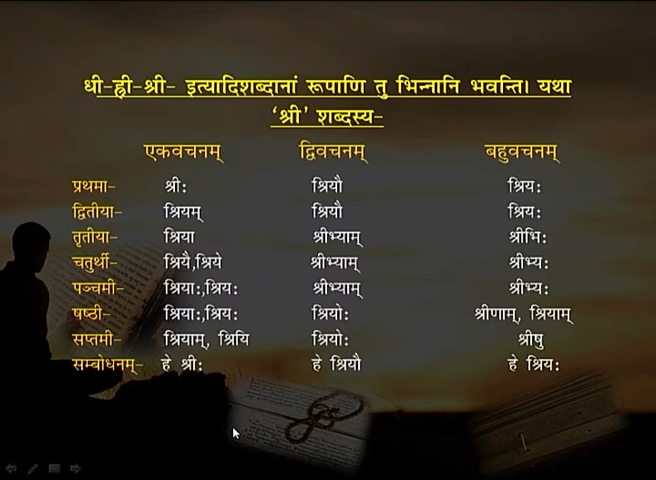 धी-ह्री-श्री- इत्यादिशब्दानां रूपाणि तु भिन्नानि भवन्ति। यथा
‘श्री’ शब्दस्य-
एकवचनम् द्विवचनम् बहुवचनम्
प्रथमा- श्री: श्रियौ श्रिय:
द्वितीया- श्रियम् श्रियौ श्रिय:
तृतीया- श्रिया श्रीभ्याम् श्रीभि:
चतुर्थी- श्रियै,श्रिये श्रीभ्याम् श्रीभ्य:
पञ्चमी- श्रिया:,श्रिय: श्रीभ्याम् श्रीभ्य:
षष्ठी- श्रिया:,श्रिय: श्रियो: श्रीणाम्, श्रियाम्
सप्तमी- श्रियाम्, श्रियि श्रियो: श्रीषु
सम्बोधनम्- हे श्री: हे श्रियौ हे श्रिय: